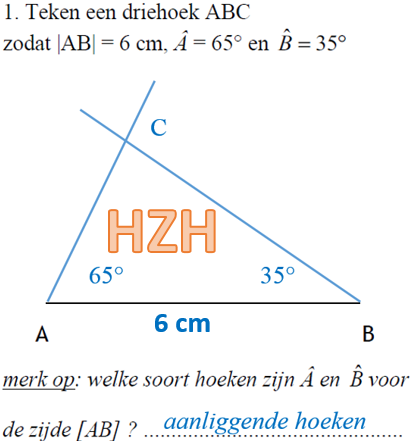 1. Teken een driehoek ABC
zodat |AB| = 6 cm, Â = 65° en B̂ = 35°
C
HZH
65° 35°
A 6 cm B
merk op: welke soort hoeken zijn Â en B̂ voor
de zijde [AB] ? aanliggende hoeken